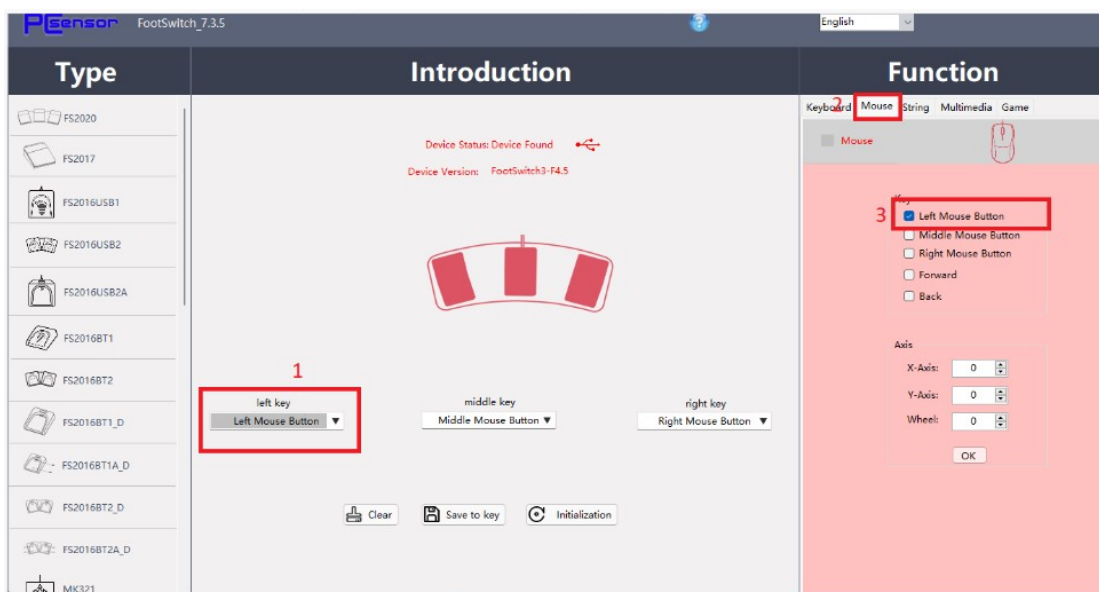 PCsensor FootSwitch_7.3.5
English
Type
Introduction
Function
FS2020
FS2017
FS2016USB1
FS2016USB2
FS2016USB2A
FS2016BT1
FS2016BT2
FS2016BT1_D
FS2016BT1A_D
FS2016BT2_D
FS2016BT2A_D
MK321
Device Status: Device Found
Device Version: FootSwitch3-F4.5
1
left key
Left Mouse Button
middle key
Middle Mouse Button
right key
Right Mouse Button
Clear
Save to key
Initialization
2
Keyboard Mouse String Multimedia Game
Mouse
Key
3
Left Mouse Button
Middle Mouse Button
Right Mouse Button
Forward
Back
Axis
X-Axis: 0
Y-Axis: 0
Wheel: 0
OK